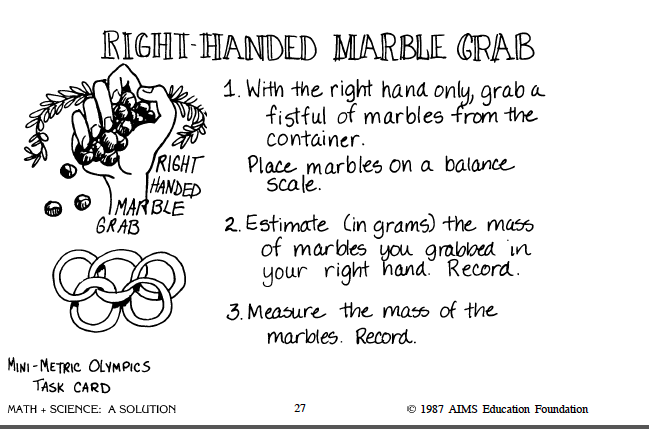 RIGHT-HANDED MARBLE GRAB
1. With the right hand only, grab a
fistful of marbles from the
container.
Place marbles on a balance
scale.
RIGHT
HANDED
MARBLE
GRAB
2. Estimate (in grams) the mass
of marbles you grabbed in
your right hand. Record.
3. Measure the mass of the
marbles. Record.
MINI-METRIC OLYMPICS
TASK CARD
MATH + SCIENCE: A SOLUTION
27
© 1987 AIMS Education Foundation